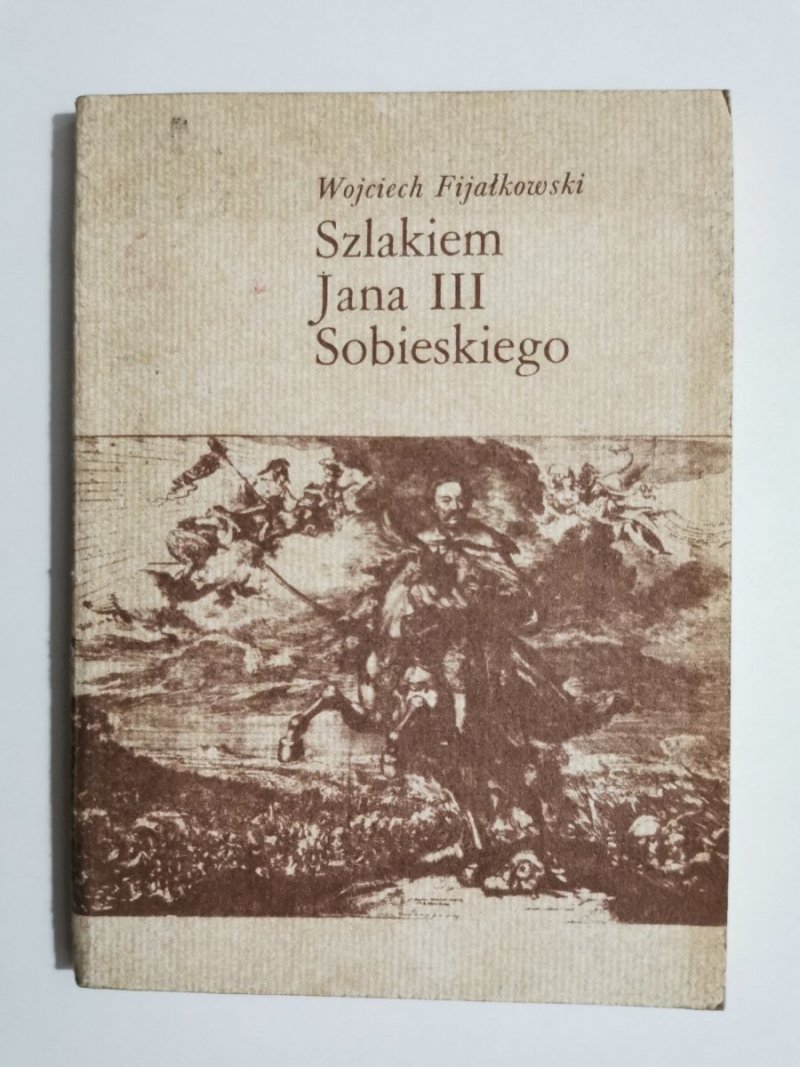 Wojciech Fijałkowski
Szlakiem
Jana III
Sobieskiego